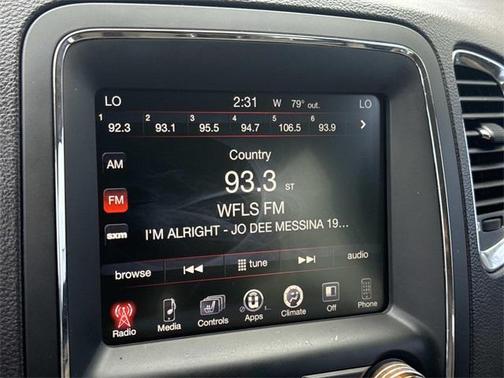 LO 2:31 W 79° out. LO
1 92.3 2 93.1 3 95.5 4 94.7 5 106.5 6 93.9
AM
FM
sxm
Country
93.3 ST
WFLS FM
I'M ALRIGHT - JO DEE MESSINA 19...
browse tune audio
Radio Media Controls Apps Climate Off Phone